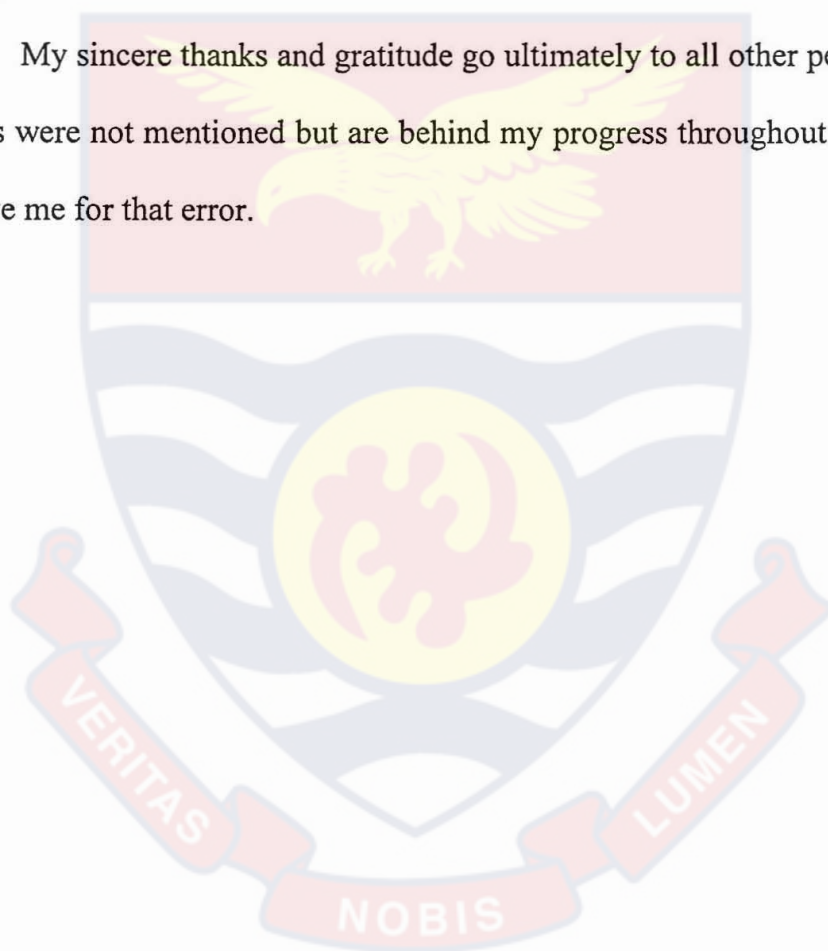 My sincere thanks and gratitude go ultimately to all other
were not mentioned but are behind my progress throughout
me for that error.
VERITAS
NOBIS
LUMEN